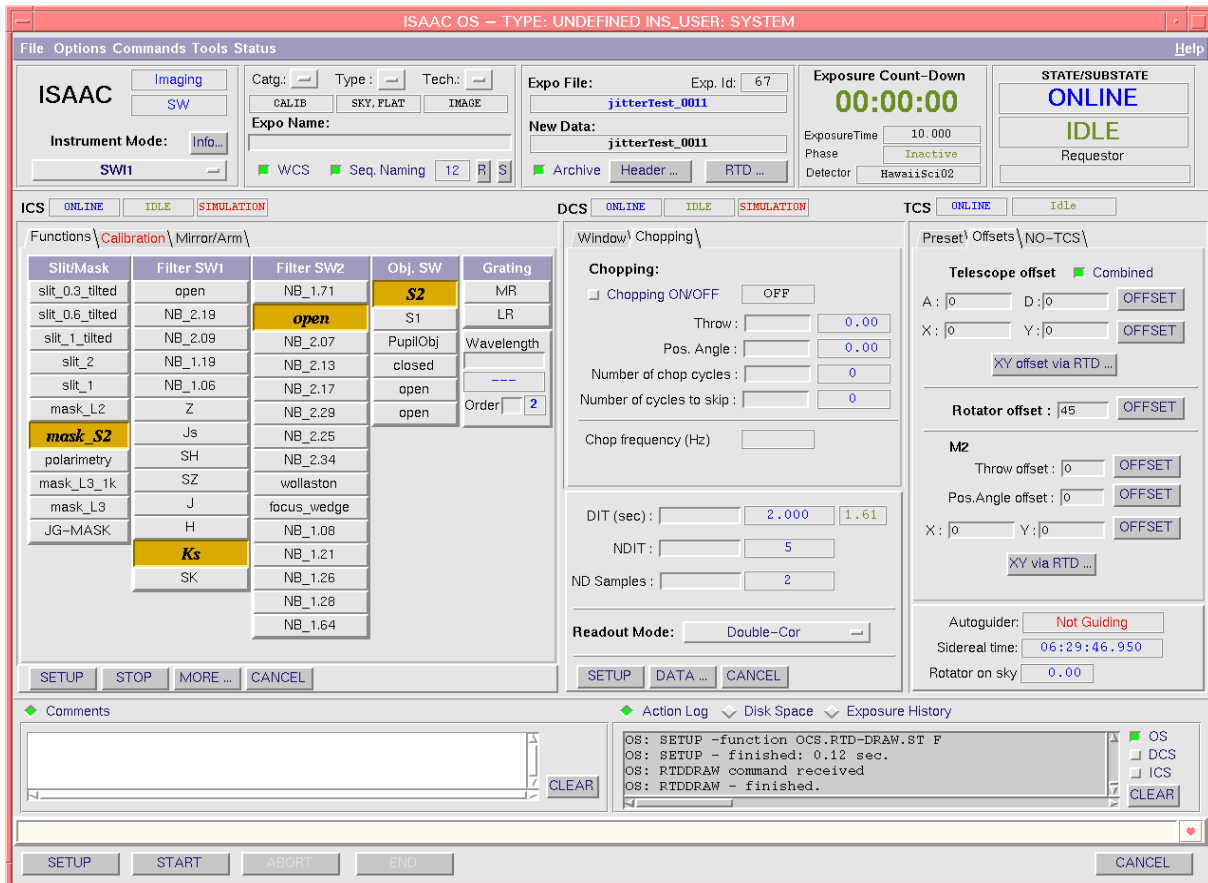 ISAAC OS – TYPE: UNDEFINED INS_USER: SYSTEM
File Options Commands Tools Status Help
ISAAC
Imaging
SW
Instrument Mode: Info...
SWI1
Catg.: Type : Tech.:
CALIB SKY,FLAT IMAGE
Expo Name:
WCS Seq. Naming 12 R S
Expo File: Exp. Id: 67
jitterTest_0011
New Data:
jitterTest_0011
Archive Header ... RTD ...
Exposure Count–Down
00:00:00
ExposureTime 10.000
Phase Inactive
Detector HawaiiSci02
STATE/SUBSTATE
ONLINE
IDLE
Requestor
ICS ONLINE IDLE SIMULATION
Functions Calibration Mirror/Arm
Slit/Mask
slit_0.3_tilted
slit_0.6_tilted
slit_1_tilted
slit_2
slit_1
mask_L2
mask_S2
polarimetry
mask_L3_1k
mask_L3
JG–MASK
Filter SW1
open
NB_2.19
NB_2.09
NB_1.19
NB_1.06
Z
Js
SH
SZ
J
H
Ks
SK
Filter SW2
NB_1.71
open
NB_2.07
NB_2.13
NB_2.17
NB_2.29
NB_2.25
NB_2.34
wollaston
focus_wedge
NB_1.08
NB_1.21
NB_1.26
NB_1.28
NB_1.64
Obj. SW
S2
S1
PupilObj
closed
open
open
Grating
MR
LR
Wavelength
–––
Order 2
SETUP STOP MORE ... CANCEL
DCS ONLINE IDLE SIMULATION
Window Chopping
Chopping:
Chopping ON/OFF OFF
Throw : 0.00
Pos. Angle : 0.00
Number of chop cycles : 0
Number of cycles to skip : 0
Chop frequency (Hz)
DIT (sec) : 2.000 1.61
NDIT : 5
ND Samples : 2
Readout Mode: Double–Cor
SETUP DATA ... CANCEL
TCS ONLINE Idle
Preset Offsets NO–TCS
Telescope offset Combined
A : 0 D : 0 OFFSET
X : 0 Y : 0 OFFSET
XY offset via RTD ...
Rotator offset : 45 OFFSET
M2
Throw offset : 0 OFFSET
Pos.Angle offset : 0 OFFSET
X : 0 Y : 0 OFFSET
XY via RTD ...
Autoguider: Not Guiding
Sidereal time: 06:29:46.950
Rotator on sky 0.00
Comments
CLEAR
Action Log Disk Space Exposure History
OS: SETUP -function OCS.RTD-DRAW.ST F
OS: SETUP - finished: 0.12 sec.
OS: RTDDRAW command received
OS: RTDDRAW - finished.
OS
DCS
ICS
CLEAR
SETUP START ABORT END CANCEL